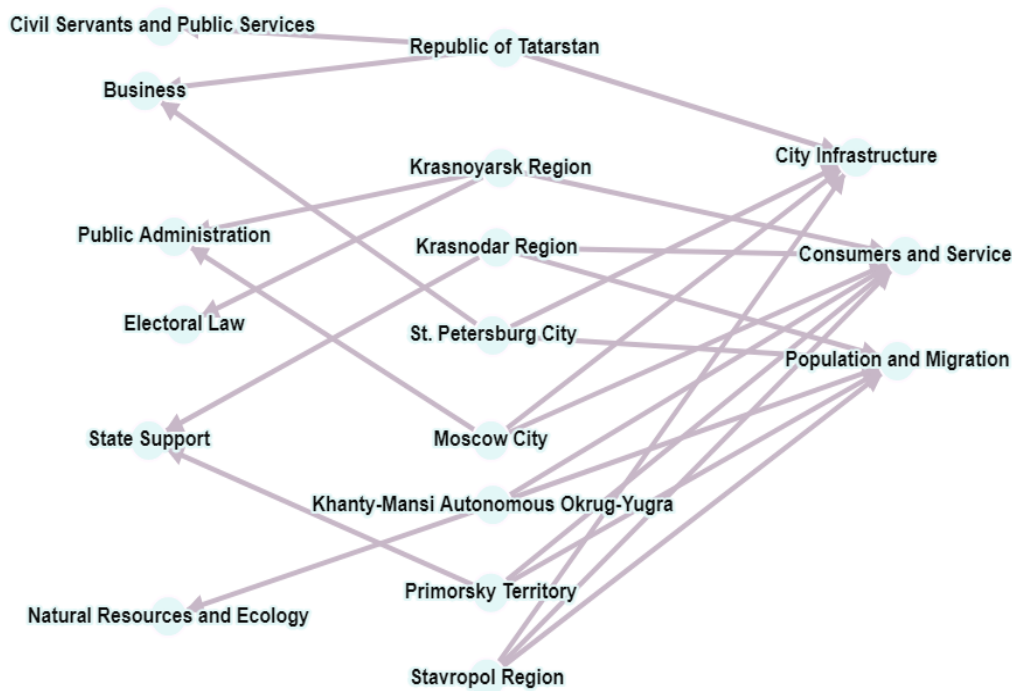 Civil Servants and Public Services
Republic of Tatarstan
Business
City Infrastructure
Krasnoyarsk Region
Public Administration
Krasnodar Region
Consumers and Service
Electoral Law
St. Petersburg City
Population and Migration
State Support
Moscow City
Khanty-Mansi Autonomous Okrug-Yugra
Primorsky Territory
Natural Resources and Ecology
Stavropol Region